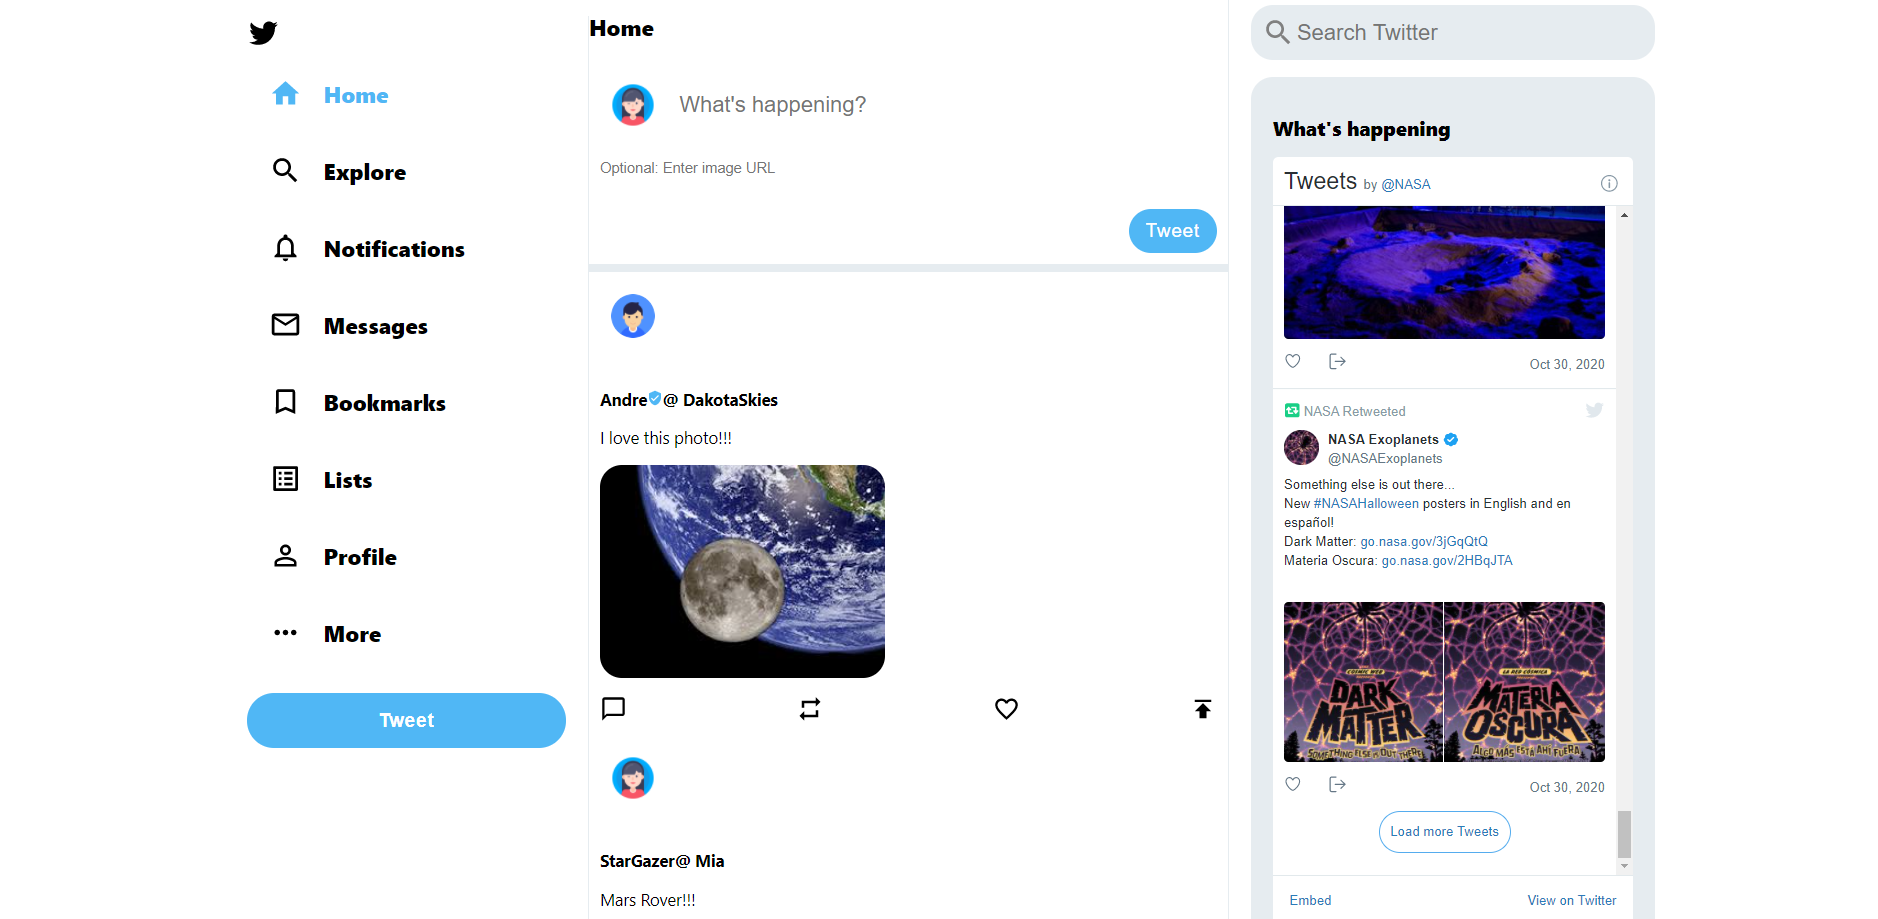 Home
Explore
Notifications
Messages
Bookmarks
Lists
Profile
More
Tweet
Home
What's happening?
Optional: Enter image URL
Tweet
Andre@ DakotaSkies
I love this photo!!!
StarGazer@ Mia
Mars Rover!!!
Search Twitter
What's happening
Tweets by @NASA
Oct 30, 2020
NASA Retweeted
NASA Exoplanets
@NASAExoplanets
Something else is out there...
New #NASAHalloween posters in English and en
español!
Dark Matter: go.nasa.gov/3jGqQtQ
Materia Oscura: go.nasa.gov/2HBqJTA
DARK
MATTER
SOMETHING ELSE IS OUT THERE
LA RED CÓSMICA
MATERIA
OSCURA
ALGO MÁS ESTÁ AHÍ FUERA
Oct 30, 2020
Load more Tweets
Embed
View on Twitter